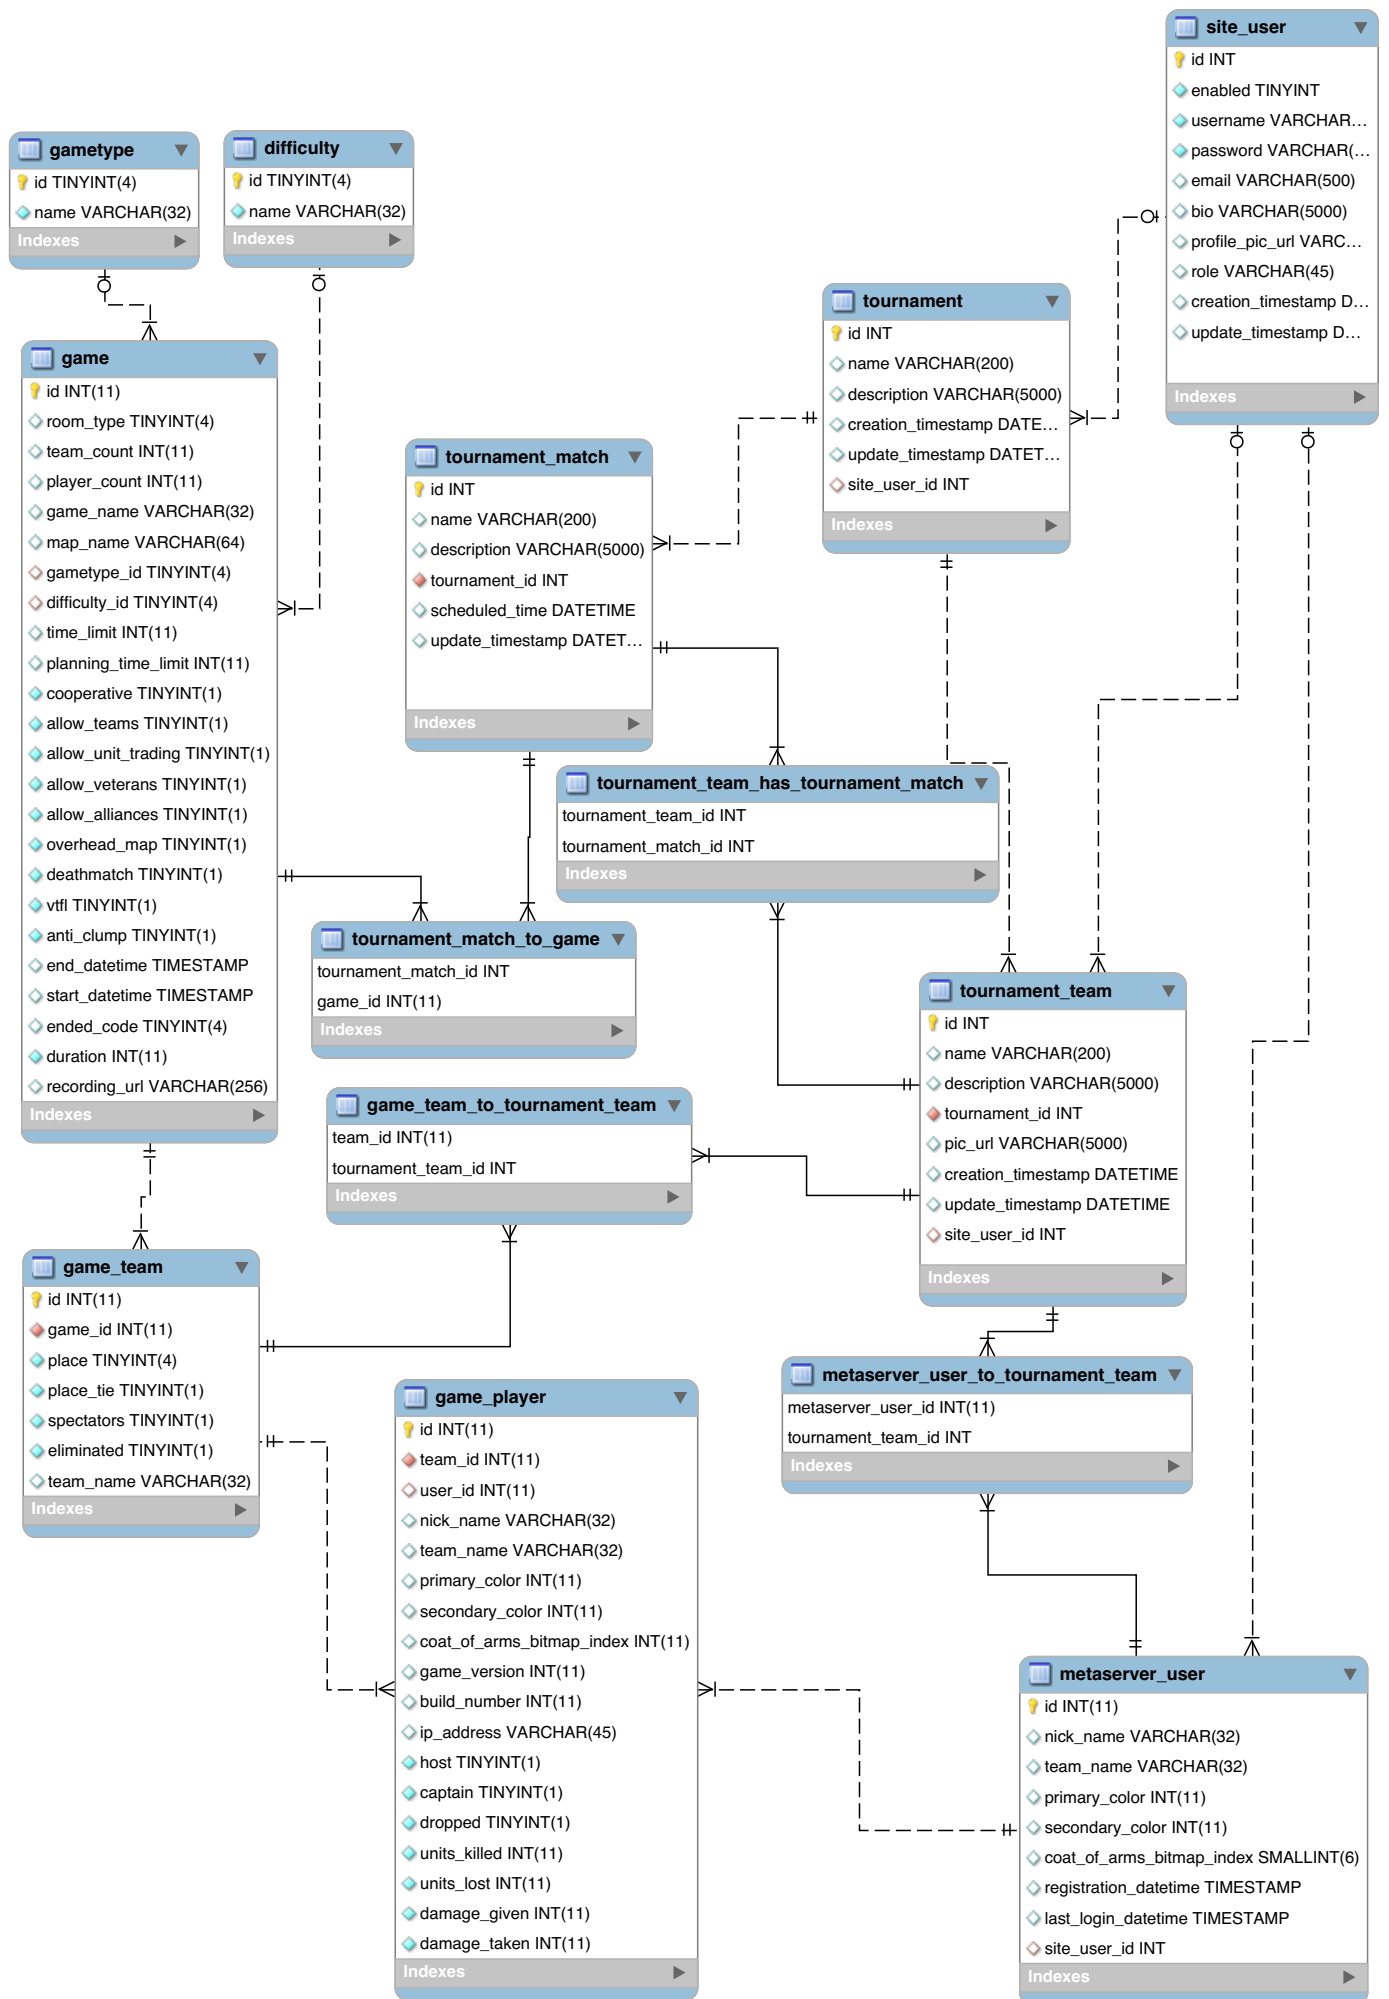 site_user
id INT
enabled TINYINT
username VARCHAR...
password VARCHAR(...
email VARCHAR(500)
bio VARCHAR(5000)
profile_pic_url VARC...
role VARCHAR(45)
creation_timestamp D...
update_timestamp D...
Indexes
gametype
id TINYINT(4)
name VARCHAR(32)
Indexes
difficulty
id TINYINT(4)
name VARCHAR(32)
Indexes
tournament
id INT
name VARCHAR(200)
description VARCHAR(5000)
creation_timestamp DATE...
update_timestamp DATET...
site_user_id INT
Indexes
game
id INT(11)
room_type TINYINT(4)
team_count INT(11)
player_count INT(11)
game_name VARCHAR(32)
map_name VARCHAR(64)
gametype_id TINYINT(4)
difficulty_id TINYINT(4)
time_limit INT(11)
planning_time_limit INT(11)
cooperative TINYINT(1)
allow_teams TINYINT(1)
allow_unit_trading TINYINT(1)
allow_veterans TINYINT(1)
allow_alliances TINYINT(1)
overhead_map TINYINT(1)
deathmatch TINYINT(1)
vtfl TINYINT(1)
anti_clump TINYINT(1)
end_datetime TIMESTAMP
start_datetime TIMESTAMP
ended_code TINYINT(4)
duration INT(11)
recording_url VARCHAR(256)
Indexes
tournament_match
id INT
name VARCHAR(200)
description VARCHAR(5000)
tournament_id INT
scheduled_time DATETIME
update_timestamp DATET...
Indexes
tournament_team_has_tournament_match
tournament_team_id INT
tournament_match_id INT
Indexes
tournament_match_to_game
tournament_match_id INT
game_id INT(11)
Indexes
tournament_team
id INT
name VARCHAR(200)
description VARCHAR(5000)
tournament_id INT
pic_url VARCHAR(5000)
creation_timestamp DATETIME
update_timestamp DATETIME
site_user_id INT
Indexes
game_team_to_tournament_team
team_id INT(11)
tournament_team_id INT
Indexes
game_team
id INT(11)
game_id INT(11)
place TINYINT(4)
place_tie TINYINT(1)
spectators TINYINT(1)
eliminated TINYINT(1)
team_name VARCHAR(32)
Indexes
metaserver_user_to_tournament_team
metaserver_user_id INT(11)
tournament_team_id INT
Indexes
game_player
id INT(11)
team_id INT(11)
user_id INT(11)
nick_name VARCHAR(32)
team_name VARCHAR(32)
primary_color INT(11)
secondary_color INT(11)
coat_of_arms_bitmap_index INT(11)
game_version INT(11)
build_number INT(11)
ip_address VARCHAR(45)
host TINYINT(1)
captain TINYINT(1)
dropped TINYINT(1)
units_killed INT(11)
units_lost INT(11)
damage_given INT(11)
damage_taken INT(11)
Indexes
metaserver_user
id INT(11)
nick_name VARCHAR(32)
team_name VARCHAR(32)
primary_color INT(11)
secondary_color INT(11)
coat_of_arms_bitmap_index SMALLINT(6)
registration_datetime TIMESTAMP
last_login_datetime TIMESTAMP
site_user_id INT
Indexes